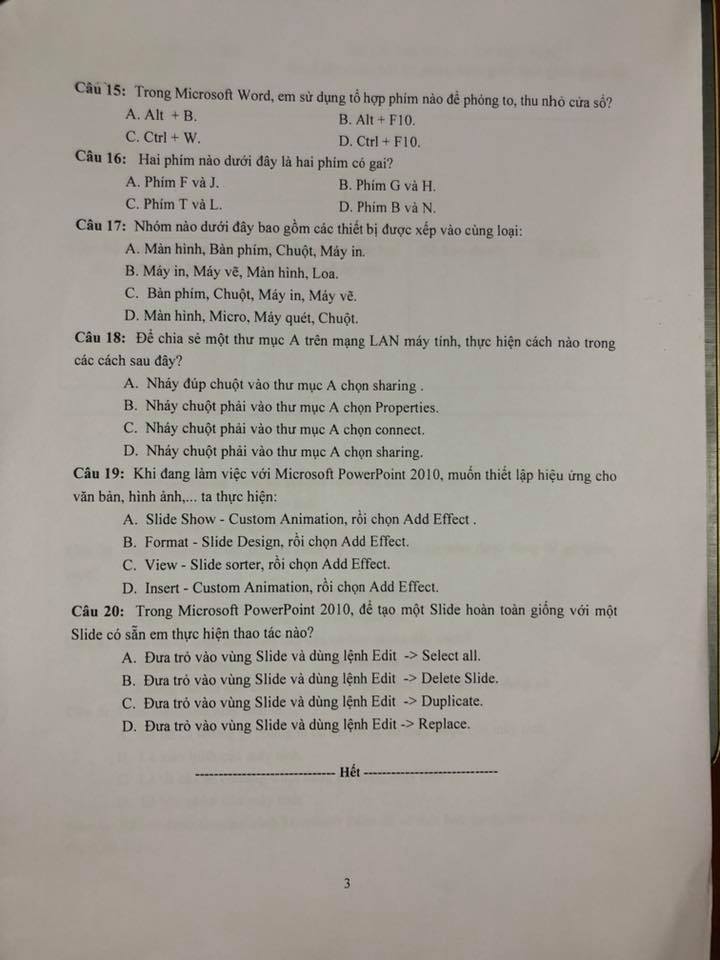 Câu 15: Trong Microsoft Word, em sử dụng tổ hợp phím nào để phóng to, thu nhỏ cửa sổ?
A. Alt + B. B. Alt + F10.
C. Ctrl + W. D. Ctrl + F10.
Câu 16: Hai phím nào dưới đây là hai phím có gai?
A. Phím F và J. B. Phím G và H.
C. Phím T và L. D. Phím B và N.
Câu 17: Nhóm nào dưới đây bao gồm các thiết bị được xếp vào cùng loại:
A. Màn hình, Bàn phím, Chuột, Máy in.
B. Máy in, Máy vẽ, Màn hình, Loa.
C. Bàn phím, Chuột, Máy in, Máy vẽ.
D. Màn hình, Micro, Máy quét, Chuột.
Câu 18: Để chia sẻ một thư mục A trên mạng LAN máy tính, thực hiện cách nào trong
các cách sau đây?
A. Nháy đúp chuột vào thư mục A chọn sharing .
B. Nháy chuột phải vào thư mục A chọn Properties.
C. Nháy chuột phải vào thư mục A chọn connect.
D. Nháy chuột phải vào thư mục A chọn sharing.
Câu 19: Khi đang làm việc với Microsoft PowerPoint 2010, muốn thiết lập hiệu ứng cho
văn bản, hình ảnh,... ta thực hiện:
A. Slide Show - Custom Animation, rồi chọn Add Effect .
B. Format - Slide Design, rồi chọn Add Effect.
C. View - Slide sorter, rồi chọn Add Effect.
D. Insert - Custom Animation, rồi chọn Add Effect.
Câu 20: Trong Microsoft PowerPoint 2010, để tạo một Slide hoàn toàn giống với một
Slide có sẵn em thực hiện thao tác nào?
A. Đưa trỏ vào vùng Slide và dùng lệnh Edit -> Select all.
B. Đưa trỏ vào vùng Slide và dùng lệnh Edit -> Delete Slide.
C. Đưa trỏ vào vùng Slide và dùng lệnh Edit -> Duplicate.
D. Đưa trỏ vào vùng Slide và dùng lệnh Edit -> Replace.
------------------------------ Hết -----------------------------
3